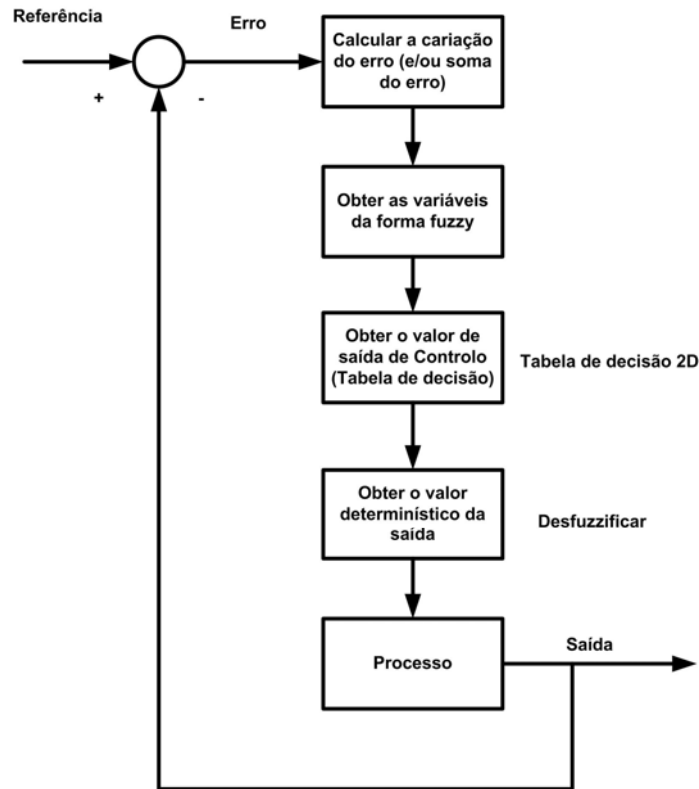 Referência
Erro
+
-
Calcular a cariação
do erro (e/ou soma
do erro)
Obter as variáveis
da forma fuzzy
Obter o valor de
saída de Controlo
(Tabela de decisão)
Tabela de decisão 2D
Obter o valor
determinístico da
saída
Desfuzzificar
Processo
Saída